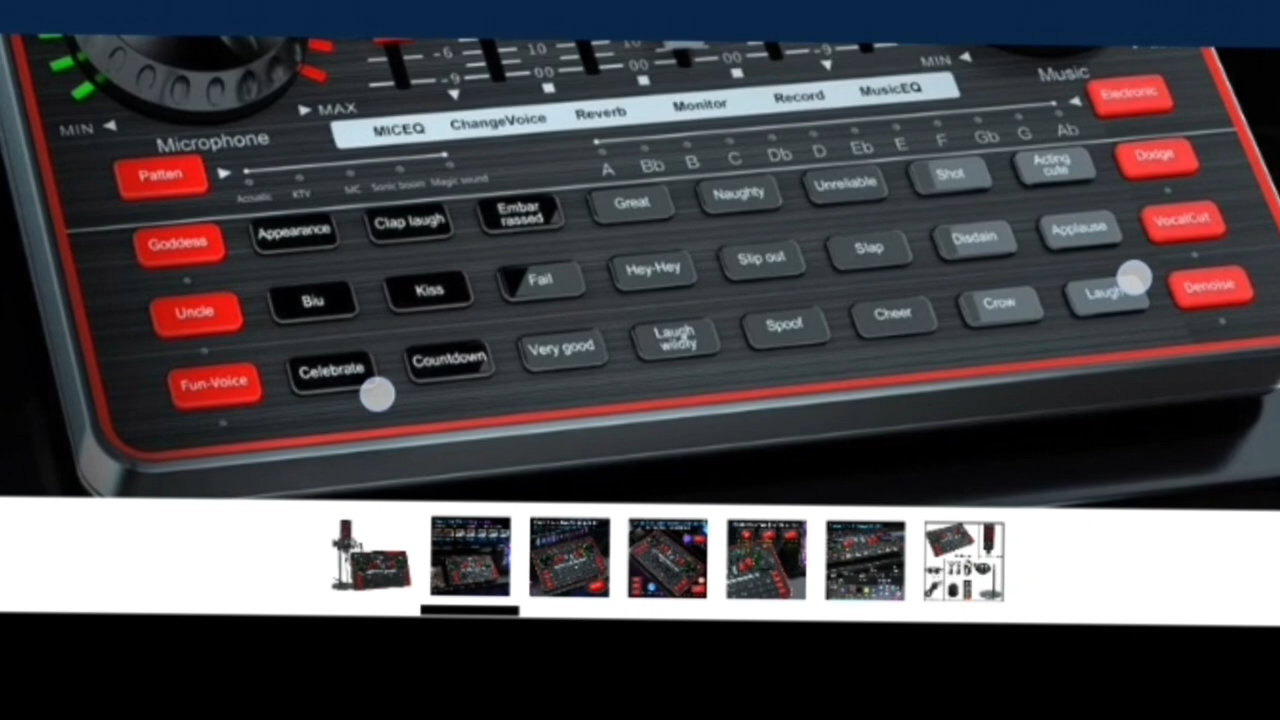 -6 10 10 -9
-9 00 00 00
MIN MAX MIN
Microphone Music
MICEQ ChangeVoice Reverb Monitor Record MusicEQ
Electronic
Patten
Acoustic KTV MC Sonic boom Magic sound
A Bb B C Db D Eb E F Gb G Ab
Goddess Appearance Clap laugh Embar rassed Great Naughty Unreliable Shot Acting cute Dodge
Uncle Biu Kiss Fail Hey-Hey Slip out Slap Disdain Applause VocalCut
Fun-Voice Celebrate Countdown Very good Laugh wildly Spoof Cheer Crow Laugh Denoise